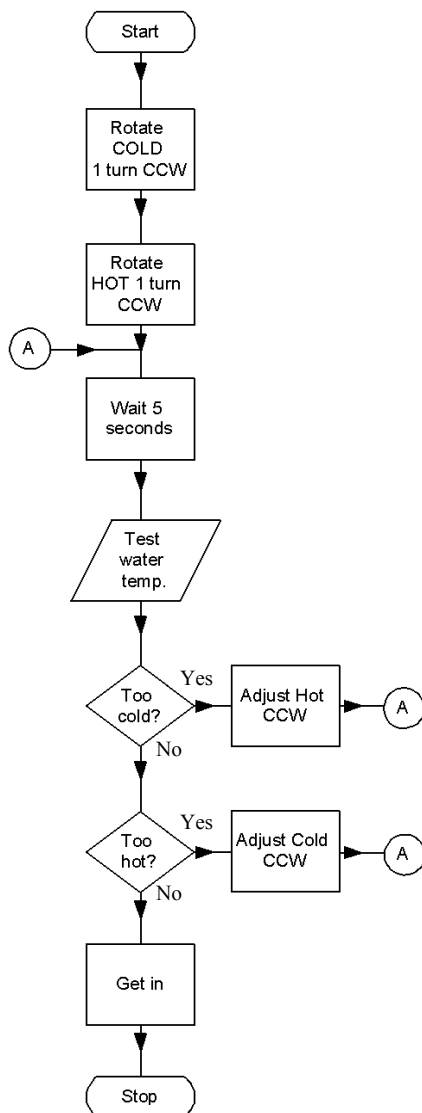 Start
Rotate
COLD
1 turn CCW
Rotate
HOT 1 turn
CCW
A
Wait 5
seconds
Test
water
temp.
Too
cold?
Yes
Adjust Hot
CCW
A
No
Too
hot?
Yes
Adjust Cold
CCW
A
No
Get in
Stop